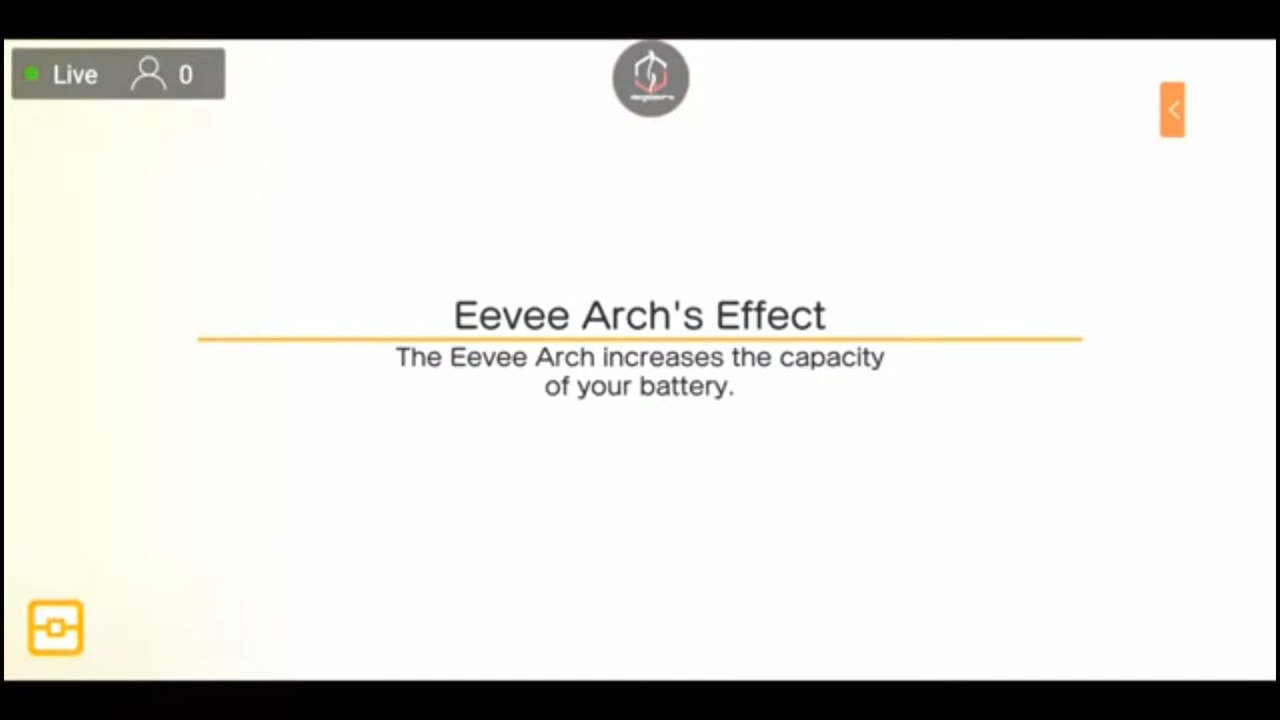 Live 0
Eevee Arch's Effect
The Eevee Arch increases the capacity
of your battery.